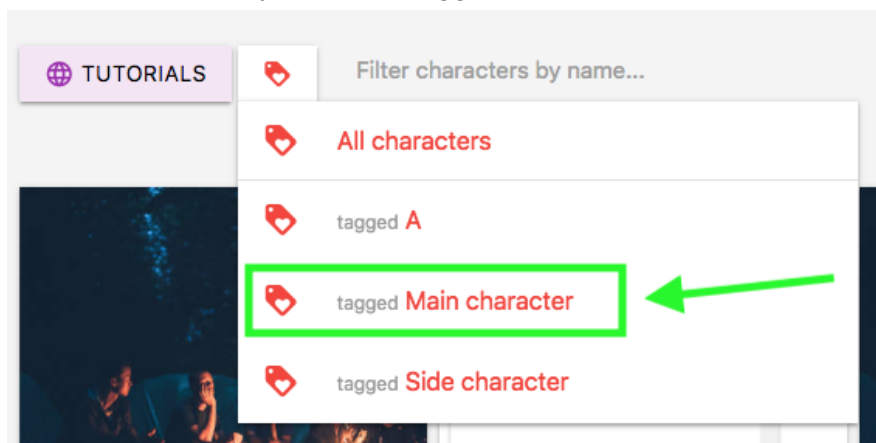 TUTORIALS
Filter characters by name...
All characters
tagged A
tagged Main character
tagged Side character